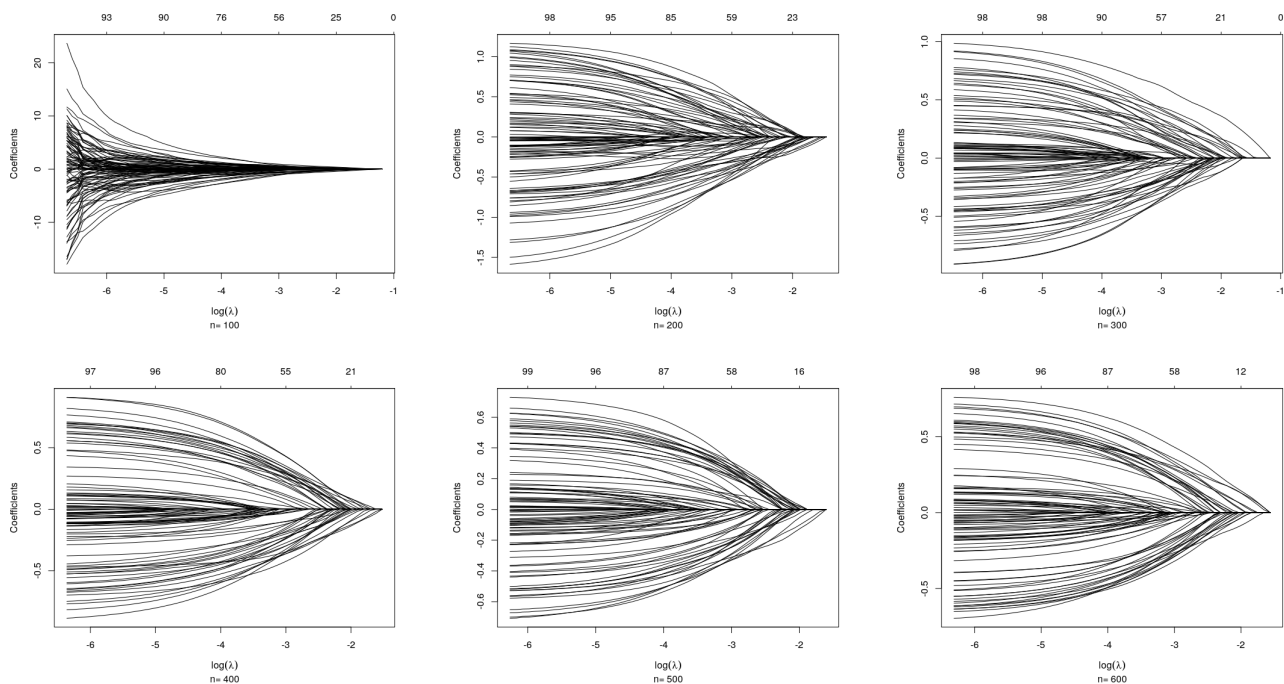 93 90 76 56 25 0
Coefficients
20
10
0
-10
-6 -5 -4 -3 -2 -1
log(λ)
n= 100
98 95 85 59 23
Coefficients
1.0
0.5
0.0
-0.5
-1.0
-1.5
-6 -5 -4 -3 -2
log(λ)
n= 200
98 98 90 57 21 0
Coefficients
1.0
0.5
0.0
-0.5
-6 -5 -4 -3 -2 -1
log(λ)
n= 300
97 96 80 55 21
Coefficients
0.5
0.0
-0.5
-6 -5 -4 -3 -2
log(λ)
n= 400
99 96 87 58 16
Coefficients
0.6
0.4
0.2
0.0
-0.2
-0.4
-0.6
-6 -5 -4 -3 -2
log(λ)
n= 500
98 96 87 58 12
Coefficients
0.5
0.0
-0.5
-6 -5 -4 -3 -2
log(λ)
n= 600